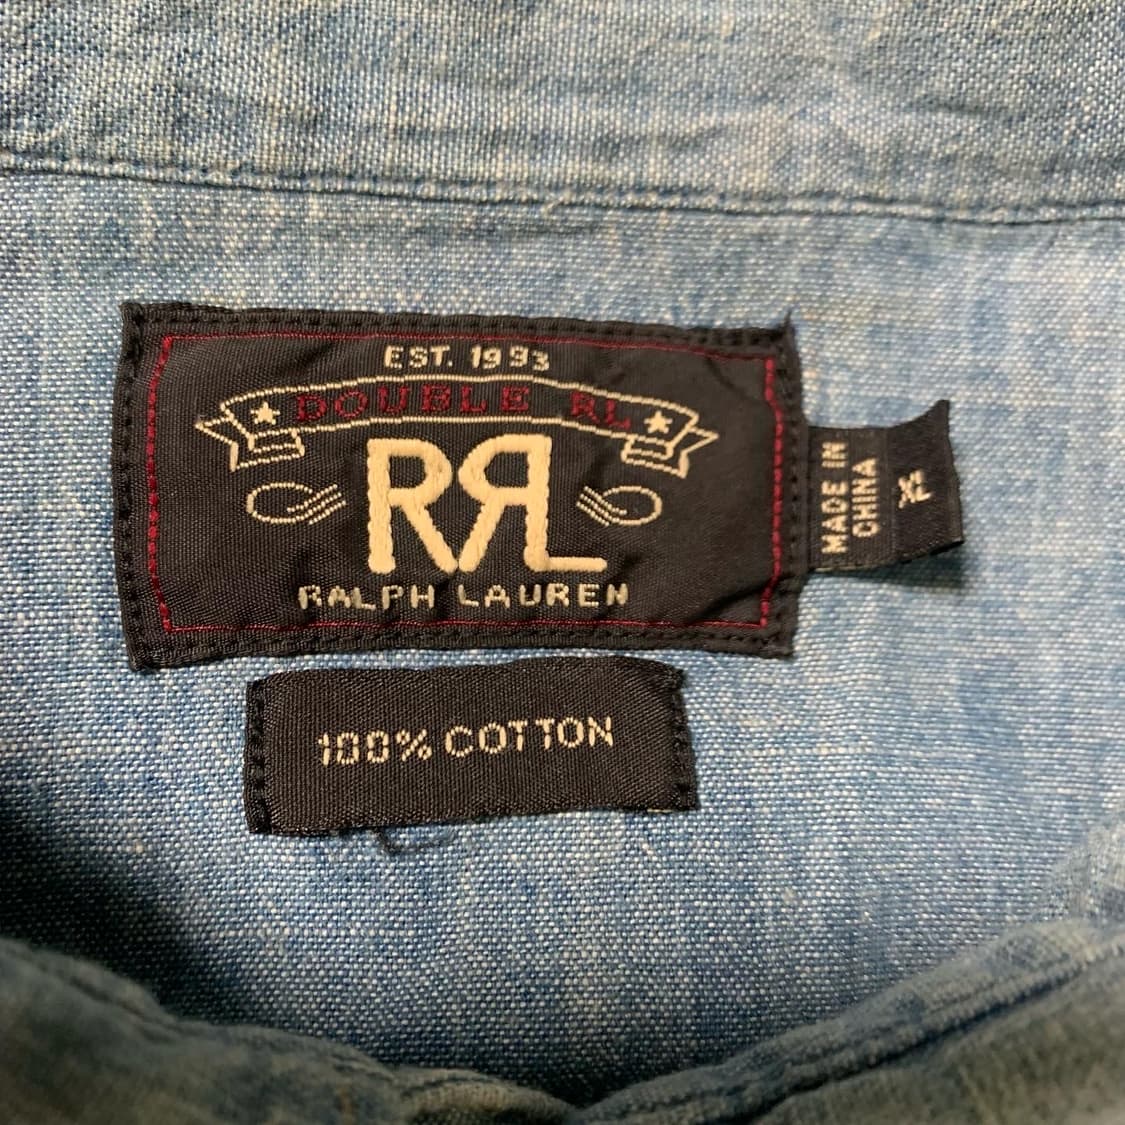 EST. 1993
DOUBLE RL
RRL
RALPH LAUREN
MADE IN
CHINA
XL
100% COTTON